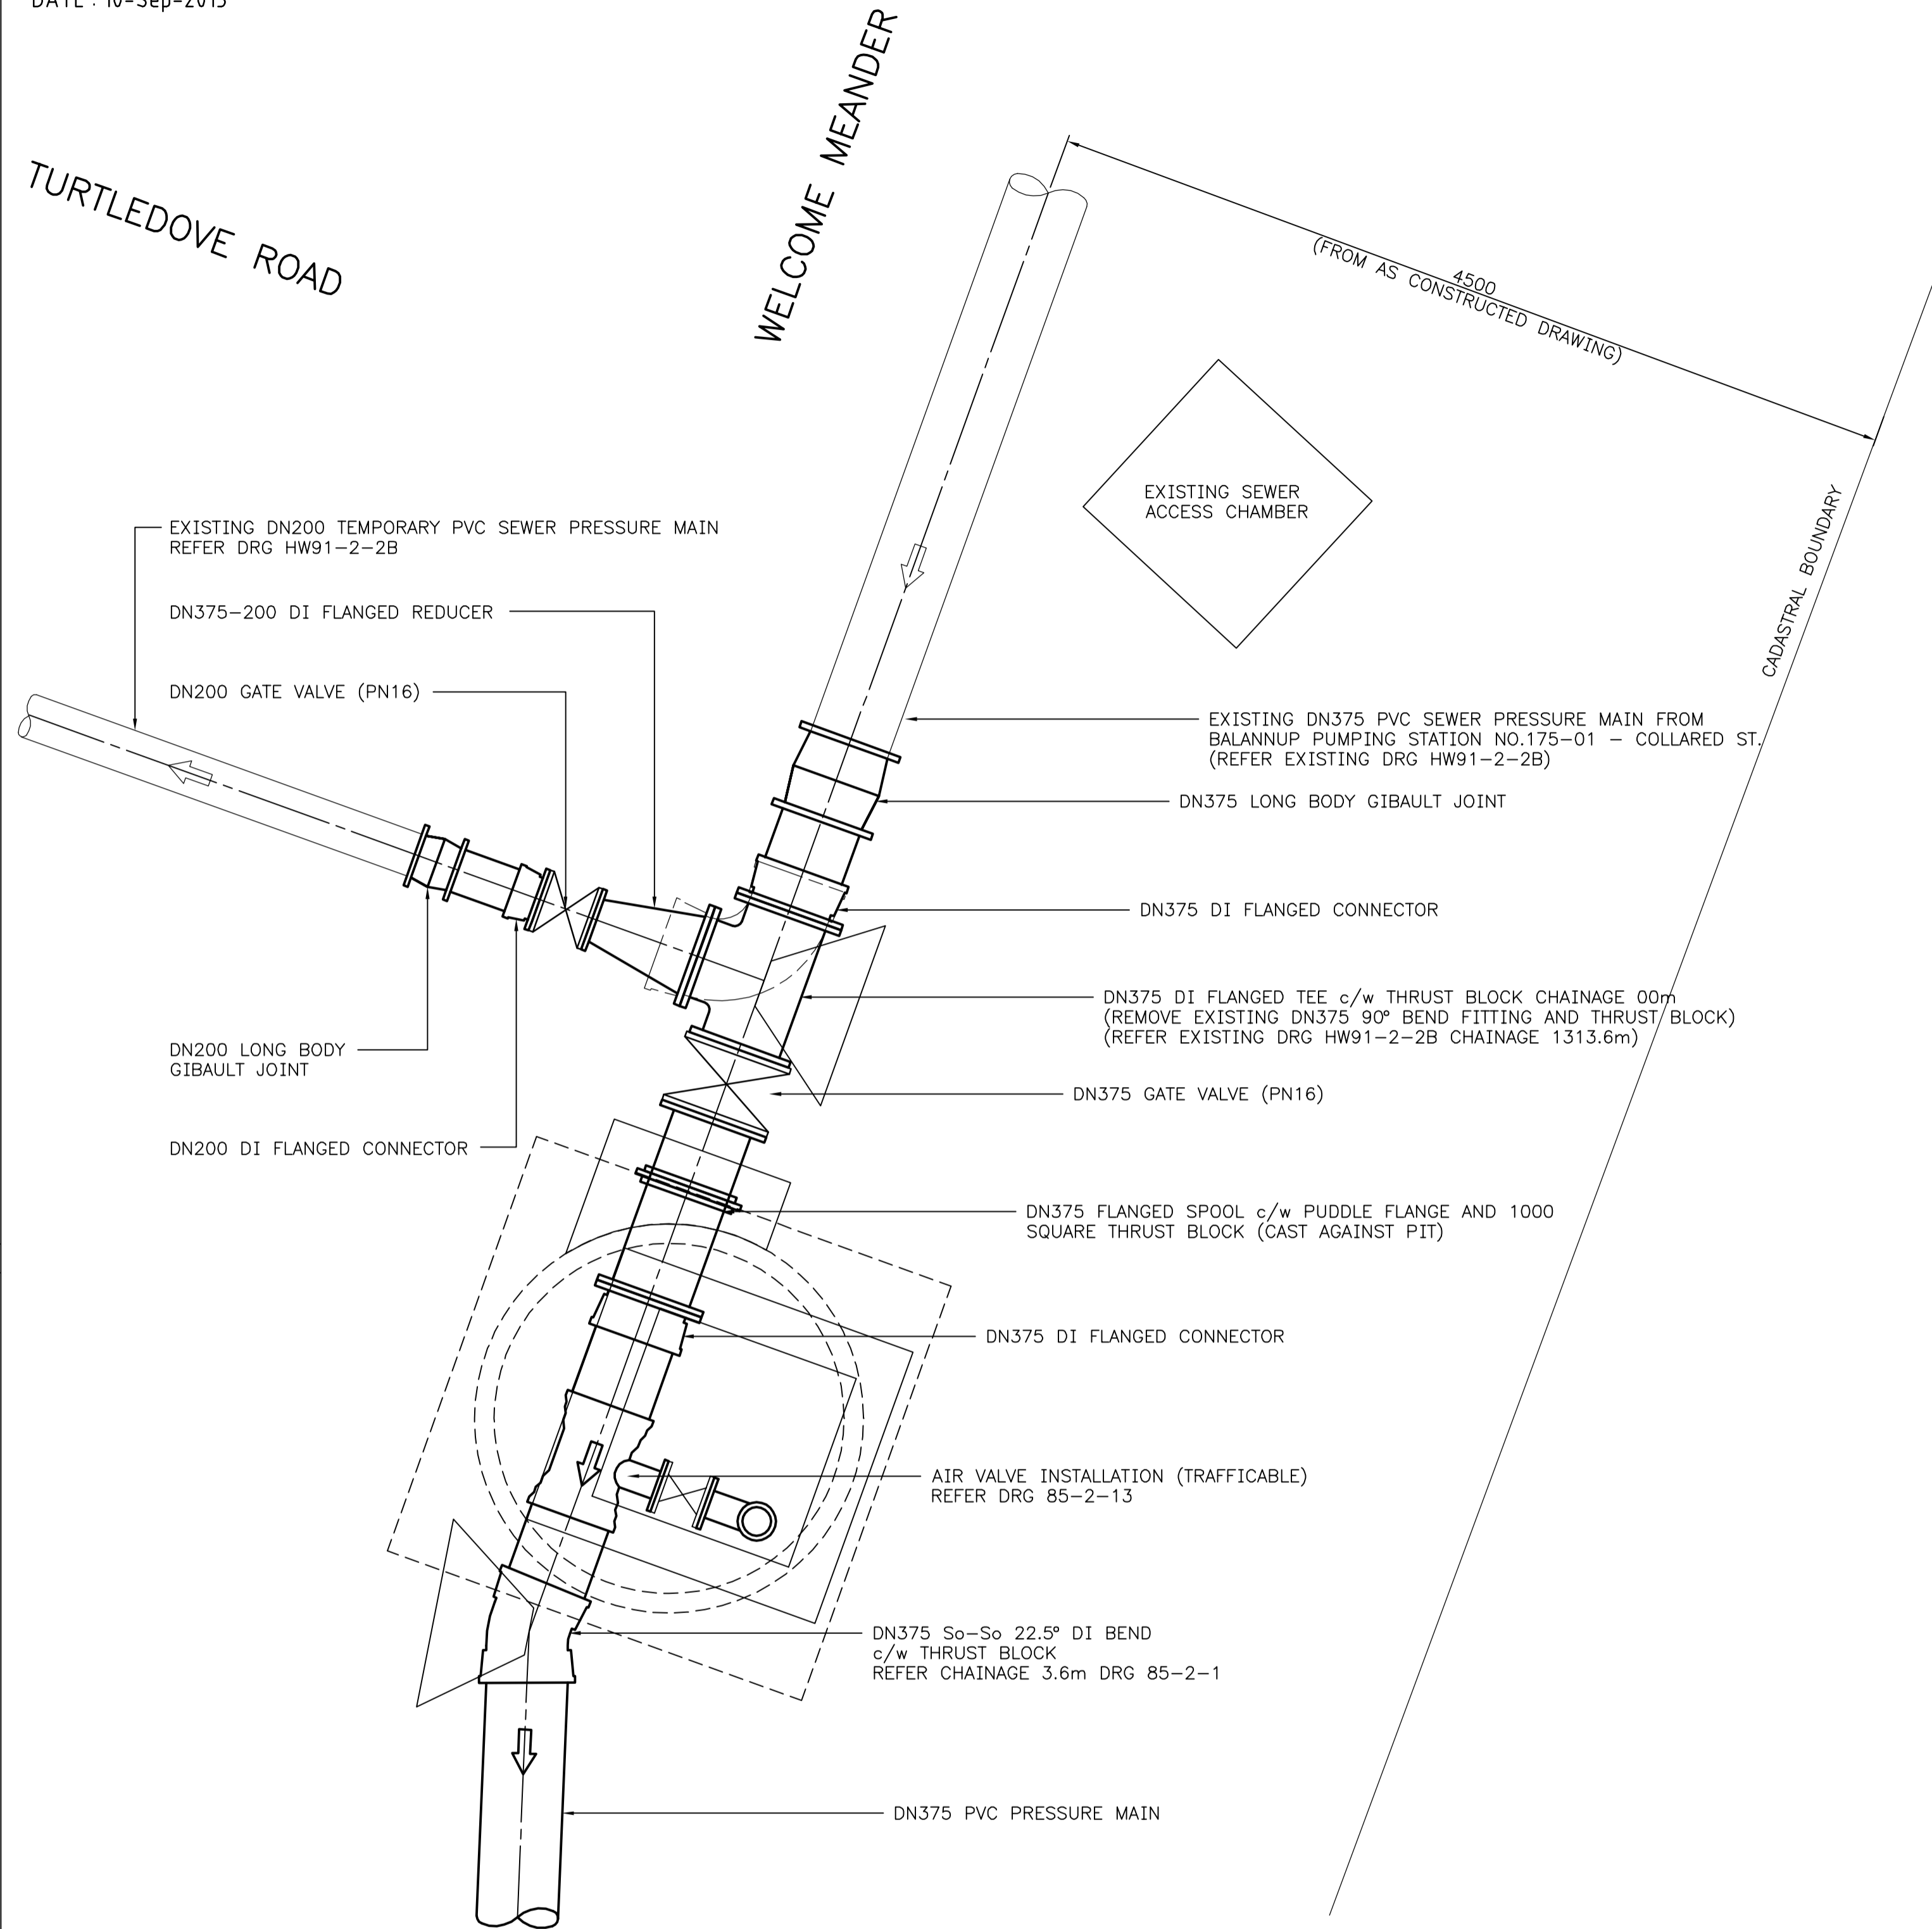 DATE : 10-Sep-2015
WELCOME MEANDER
TURTLEDOVE ROAD
4500
(FROM AS CONSTRUCTED DRAWING)
EXISTING SEWER
ACCESS CHAMBER
CADASTRAL BOUNDARY
EXISTING DN200 TEMPORARY PVC SEWER PRESSURE MAIN
REFER DRG HW91-2-2B
DN375-200 DI FLANGED REDUCER
DN200 GATE VALVE (PN16)
EXISTING DN375 PVC SEWER PRESSURE MAIN FROM
BALANNUP PUMPING STATION NO.175-01 - COLLARED ST.
(REFER EXISTING DRG HW91-2-2B)
DN375 LONG BODY GIBAULT JOINT
DN375 DI FLANGED CONNECTOR
DN375 DI FLANGED TEE c/w THRUST BLOCK CHAINAGE 00m
(REMOVE EXISTING DN375 90° BEND FITTING AND THRUST BLOCK)
(REFER EXISTING DRG HW91-2-2B CHAINAGE 1313.6m)
DN200 LONG BODY
GIBAULT JOINT
DN375 GATE VALVE (PN16)
DN200 DI FLANGED CONNECTOR
DN375 FLANGED SPOOL c/w PUDDLE FLANGE AND 1000
SQUARE THRUST BLOCK (CAST AGAINST PIT)
DN375 DI FLANGED CONNECTOR
AIR VALVE INSTALLATION (TRAFFICABLE)
REFER DRG 85-2-13
DN375 So-So 22.5° DI BEND
c/w THRUST BLOCK
REFER CHAINAGE 3.6m DRG 85-2-1
DN375 PVC PRESSURE MAIN